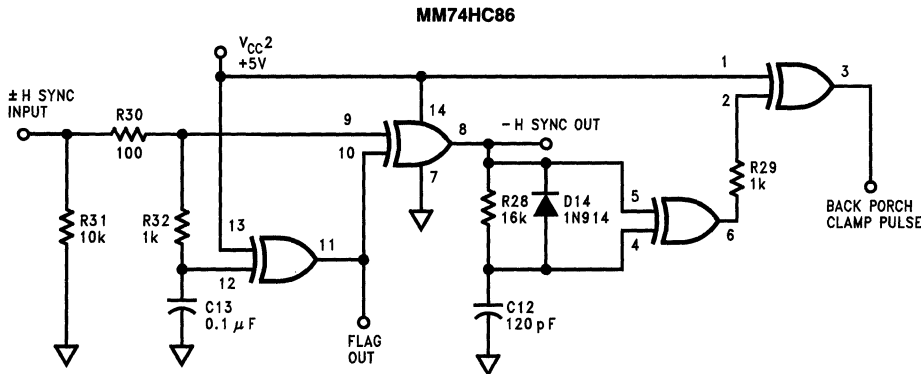 MM74HC86
VCC2
+5V
± H SYNC
INPUT
R30
100
R31
10k
R32
1k
C13
0.1 μF
13
12
11
FLAG
OUT
9
10
14
7
8
– H SYNC OUT
R28
16k
D14
1N914
C12
120 pF
5
4
6
R29
1k
1
2
3
BACK PORCH
CLAMP PULSE